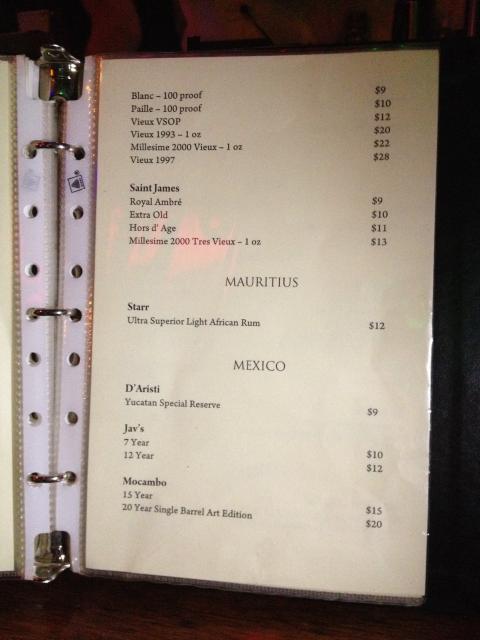 Blanc – 100 proof $9
Paille – 100 proof $10
Vieux VSOP $12
Vieux 1993 – 1 oz $20
Millesime 2000 Vieux – 1 oz $22
Vieux 1997 $28
Saint James
Royal Ambré $9
Extra Old $10
Hors d' Age $11
Millesime 2000 Tres Vieux – 1 oz $13
MAURITIUS
Starr
Ultra Superior Light African Rum $12
MEXICO
D'Aristi
Yucatan Special Reserve $9
Jav's
7 Year $10
12 Year $12
Mocambo
15 Year $15
20 Year Single Barrel Art Edition $20